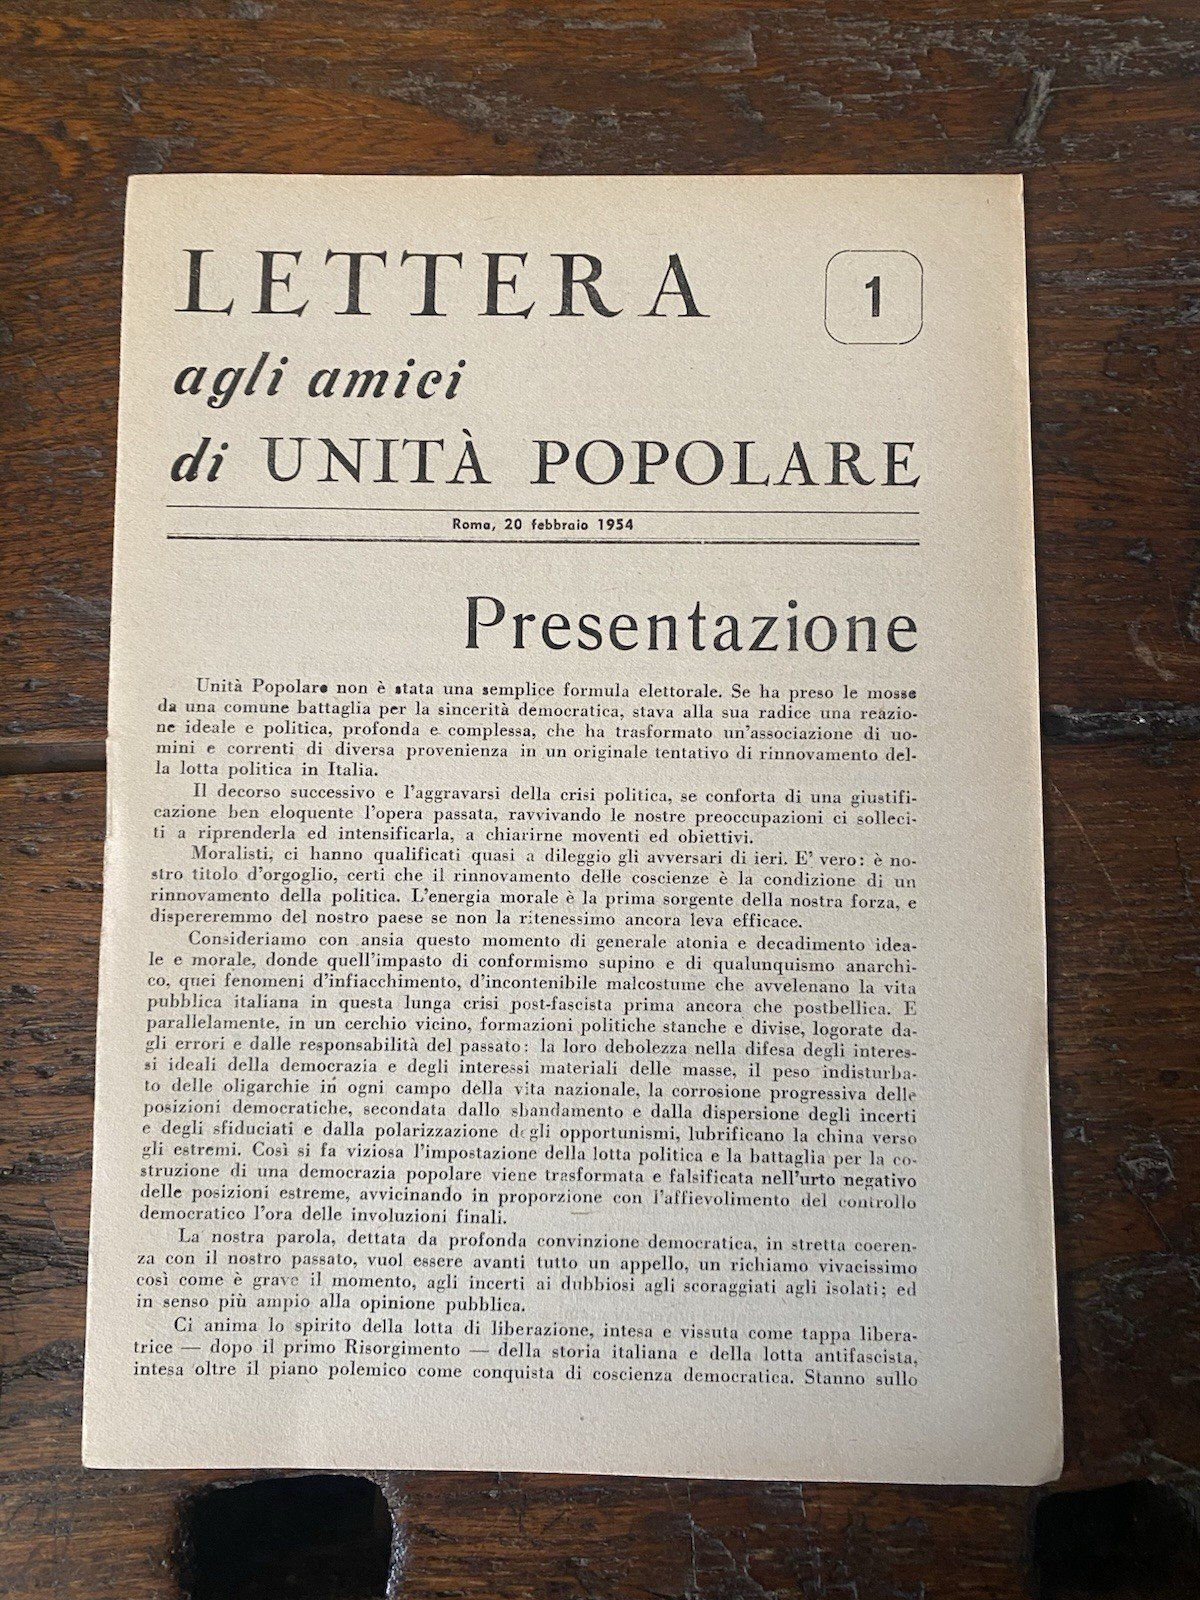 LETTERA
1
agli amici
di UNITÀ POPOLARE
Roma, 20 febbraio 1954
Presentazione
Unità Popolare non è stata una semplice formula elettorale. Se ha preso le mosse
da una comune battaglia per la sincerità democratica, stava alla sua radice una reazio-
ne ideale e politica, profonda e complessa, che ha trasformato un'associazione di uo-
mini e correnti di diversa provenienza in un originale tentativo di rinnovamento del-
la lotta politica in Italia.
Il decorso successivo e l'aggravarsi della crisi politica, se conforta di una giustifi-
cazione ben eloquente l'opera passata, ravvivando le nostre preoccupazioni ci solleci-
ti a riprenderla ed intensificarla, a chiarirne moventi ed obiettivi.
Moralisti, ci hanno qualificati quasi a dileggio gli avversari di ieri. E' vero: è no-
stro titolo d'orgoglio, certi che il rinnovamento delle coscienze è la condizione di un
rinnovamento della politica. L'energia morale è la prima sorgente della nostra forza, e
dispereremmo del nostro paese se non la ritenessimo ancora leva efficace.
Consideriamo con ansia questo momento di generale atonia e decadimento idea-
le e morale, donde quell'impasto di conformismo supino e di qualunquismo anarchi-
co, quei fenomeni d'infiacchimento, d'incontenibile malcostume che avvelenano la vita
pubblica italiana in questa lunga crisi post-fascista prima ancora che postbellica. E
parallelamente, in un cerchio vicino, formazioni politiche stanche e divise, logorate da-
gli errori e dalle responsabilità del passato: la loro debolezza nella difesa degli interes-
si ideali della democrazia e degli interessi materiali delle masse, il peso indisturba-
to delle oligarchie in ogni campo della vita nazionale, la corrosione progressiva delle
posizioni democratiche, secondata dallo sbandamento e dalla dispersione degli incerti
e degli sfiduciati e dalla polarizzazione degli opportunismi, lubrificano la china verso
gli estremi. Così si fa viziosa l'impostazione della lotta politica e la battaglia per la co-
struzione di una democrazia popolare viene trasformata e falsificata nell'urto negativo
delle posizioni estreme, avvicinando in proporzione con l'affievolimento del controllo
democratico l'ora delle involuzioni finali.
La nostra parola, dettata da profonda convinzione democratica, in stretta coeren-
za con il nostro passato, vuol essere avanti tutto un appello, un richiamo vivacissimo
così come è grave il momento, agli incerti ai dubbiosi agli scoraggiati agli isolati; ed
in senso più ampio alla opinione pubblica.
Ci anima lo spirito della lotta di liberazione, intesa e vissuta come tappa libera-
trice — dopo il primo Risorgimento — della storia italiana e della lotta antifascista,
intesa oltre il piano polemico come conquista di coscienza democratica. Stanno sullo